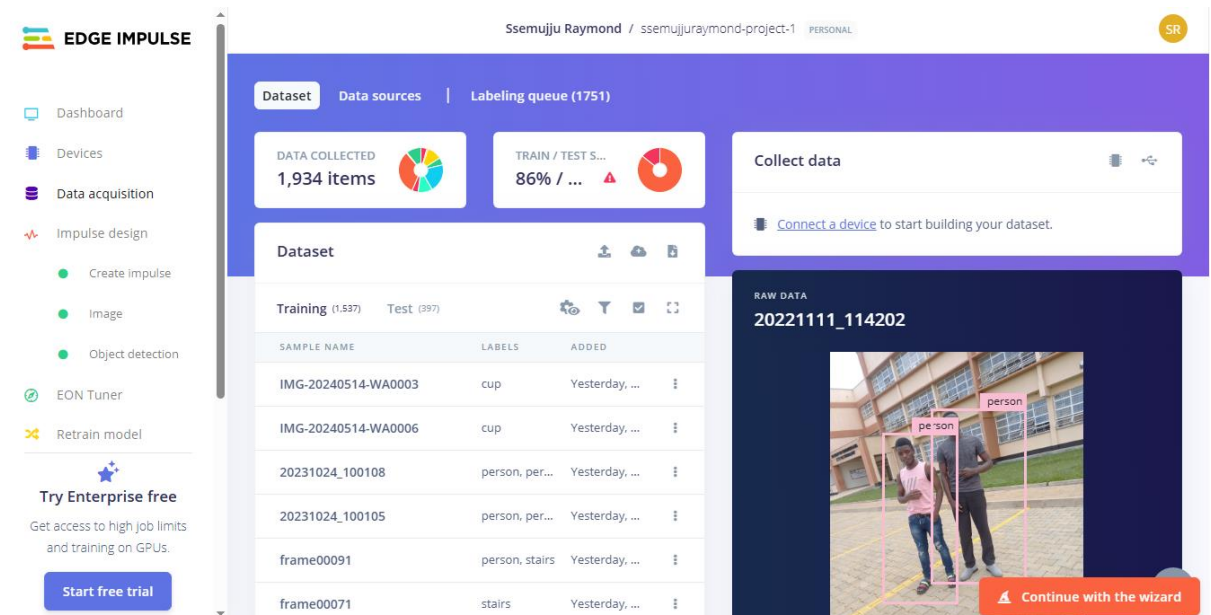 EDGE IMPULSE
Ssemujju Raymond / ssemujjuraymond-project-1 PERSONAL
SR
Dashboard
Devices
Data acquisition
Impulse design
Create impulse
Image
Object detection
EON Tuner
Retrain model
Try Enterprise free
Get access to high job limits
and training on GPUs.
Start free trial
Dataset Data sources | Labeling queue (1751)
DATA COLLECTED
1,934 items
TRAIN / TEST S...
86% / ...
Dataset
Training (1,537) Test (397)
SAMPLE NAME LABELS ADDED
IMG-20240514-WA0003 cup Yesterday, ...
IMG-20240514-WA0006 cup Yesterday, ...
20231024_100108 person, per... Yesterday, ...
20231024_100105 person, per... Yesterday, ...
frame00091 person, stairs Yesterday, ...
frame00071 stairs Yesterday, ...
Collect data
Connect a device to start building your dataset.
RAW DATA
20221111_114202
person
person
Continue with the wizard